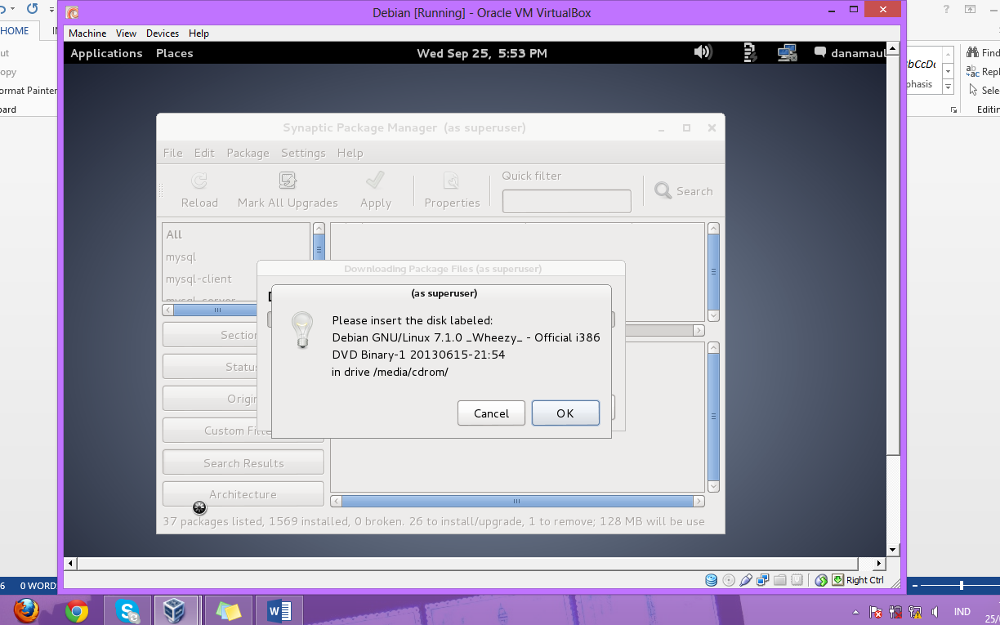 Debian [Running] - Oracle VM VirtualBox
HOME
Machine View Devices Help
Applications Places
Wed Sep 25, 5:53 PM
danamaul
ut
opy
ormat Painter
oard
bCcDc
phasis
Find
Repl
Sele
Editin
Synaptic Package Manager (as superuser)
File Edit Package Settings Help
Reload
Mark All Upgrades
Apply
Properties
Quick filter
Search
All
mysql
mysql-client
mysql-server
Section
Status
Origin
Custom Filte
Search Results
Architecture
Downloading Package Files (as superuser)
(as superuser)
Please insert the disk labeled:
Debian GNU/Linux 7.1.0 _Wheezy_ - Official i386
DVD Binary-1 20130615-21:54
in drive /media/cdrom/
Cancel
OK
37 packages listed, 1569 installed, 0 broken. 26 to install/upgrade, 1 to remove; 128 MB will be use
Right Ctrl
6 0 WORD
IND
25/